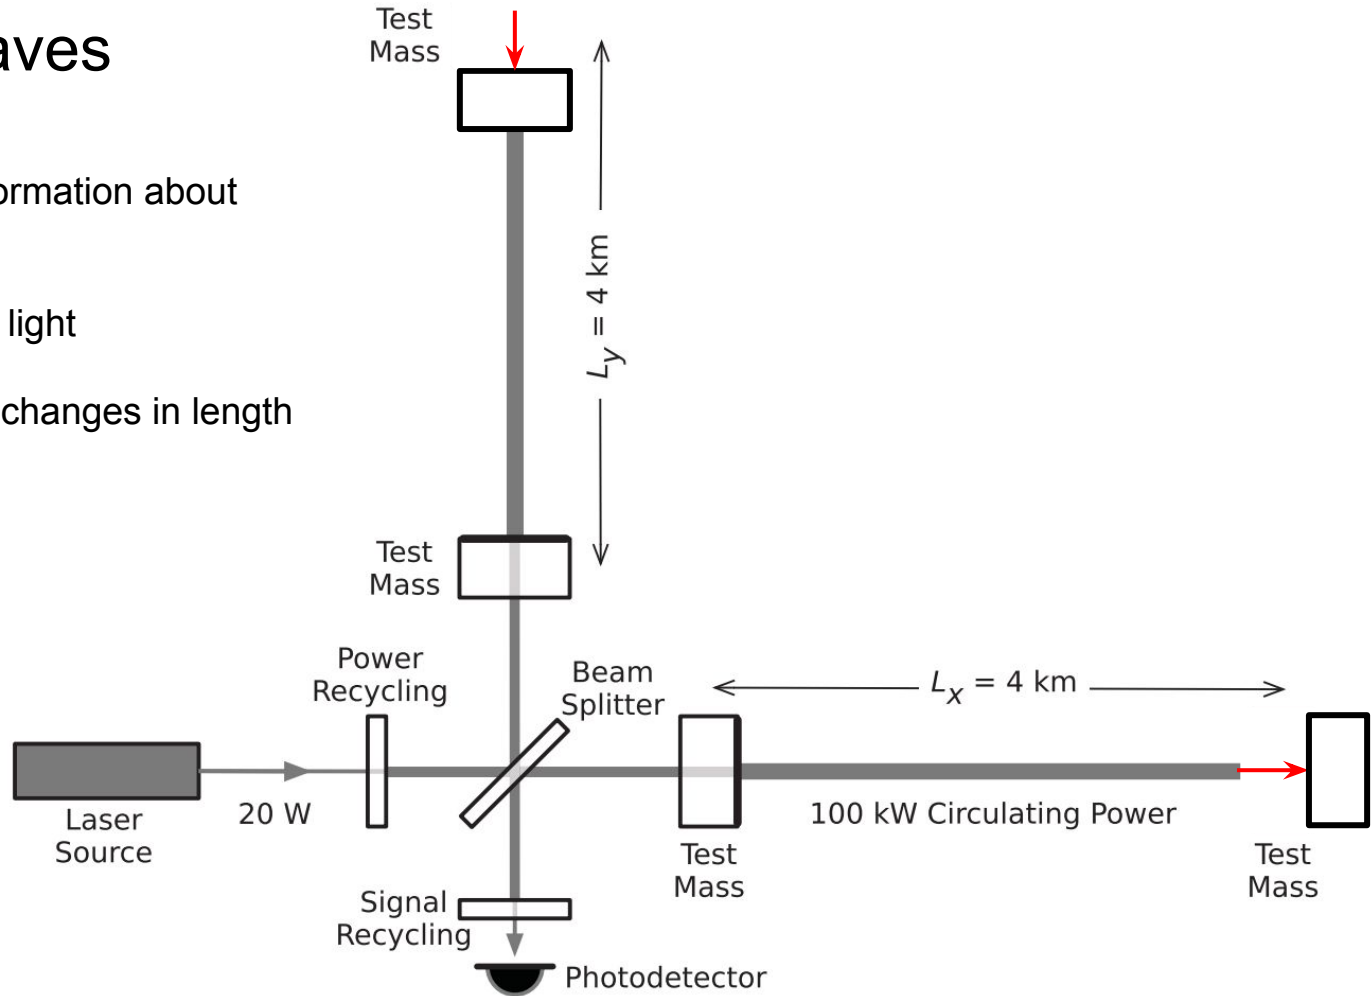 aves
ormation about
light
changes in length
Test
Mass
Ly = 4 km
Test
Mass
Power
Recycling
Beam
Splitter
Lx = 4 km
20 W
Laser
Source
100 kW Circulating Power
Test
Mass
Test
Mass
Signal
Recycling
Photodetector